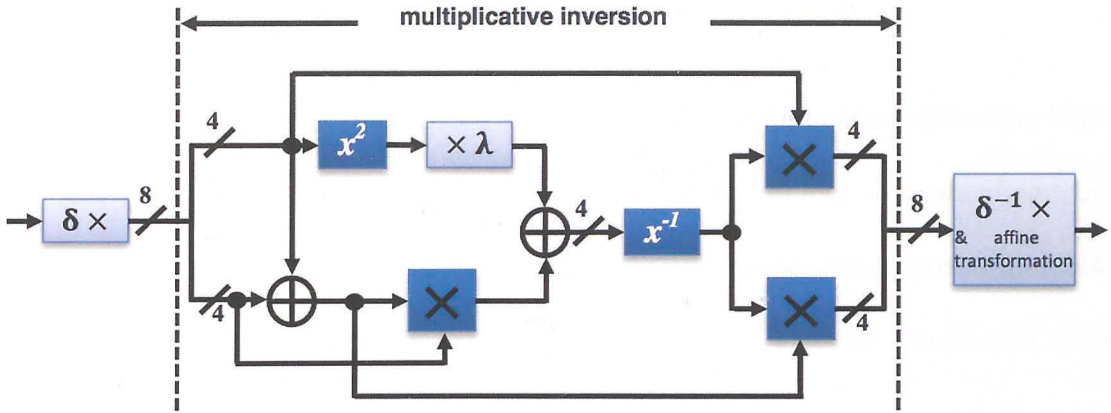 multiplicative inversion
4
x²
× λ
8
δ ×
4
x⁻¹
×
4
8
δ⁻¹ ×
& affine
transformation
4
×
×
4